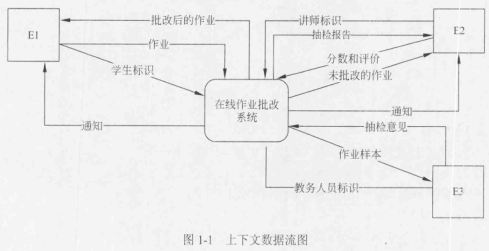 批改后的作业
讲师标识
E1
抽检报告
E2
作业
分数和评价
学生标识
未批改的作业
在线作业批改
系统
通知
通知
抽检意见
作业样本
E3
教务人员标识
图 1-1 上下文数据流图